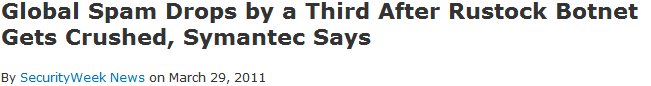 Global Spam Drops by a Third After Rustock Botnet
Gets Crushed, Symantec Says
By SecurityWeek News on March 29, 2011